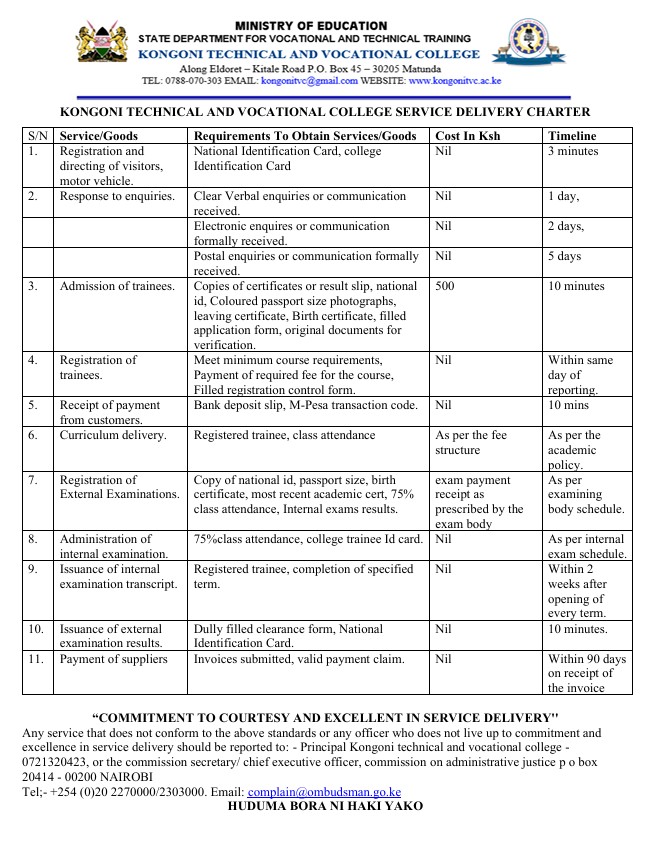 MINISTRY OF EDUCATION
STATE DEPARTMENT FOR VOCATIONAL AND TECHNICAL TRAINING
KONGONI TECHNICAL AND VOCATIONAL COLLEGE
Along Eldoret – Kitale Road P.O. Box 45 – 30205 Matunda
TEL: 0788-070-303 EMAIL: kongonitvc@gmail.com WEBSITE: www.kongonitvc.ac.ke
KONGONI TECHNICAL AND VOCATIONAL COLLEGE SERVICE DELIVERY CHARTER
S/N Service/Goods Requirements To Obtain Services/Goods Cost In Ksh Timeline
1. Registration and National Identification Card, college Nil 3 minutes
directing of visitors, Identification Card
motor vehicle.
2. Response to enquiries. Clear Verbal enquiries or communication Nil 1 day,
received.
Electronic enquires or communication Nil 2 days,
formally received.
Postal enquiries or communication formally Nil 5 days
received.
3. Admission of trainees. Copies of certificates or result slip, national 500 10 minutes
id, Coloured passport size photographs,
leaving certificate, Birth certificate, filled
application form, original documents for
verification.
4. Registration of Meet minimum course requirements, Nil Within same
trainees. Payment of required fee for the course, day of
Filled registration control form. reporting.
5. Receipt of payment Bank deposit slip, M-Pesa transaction code. Nil 10 mins
from customers.
6. Curriculum delivery. Registered trainee, class attendance As per the fee As per the
structure academic
policy.
7. Registration of Copy of national id, passport size, birth exam payment As per
External Examinations. certificate, most recent academic cert, 75% receipt as examining
class attendance, Internal exams results. prescribed by the body schedule.
exam body
8. Administration of 75%class attendance, college trainee Id card. Nil As per internal
internal examination. exam schedule.
9. Issuance of internal Registered trainee, completion of specified Nil Within 2
examination transcript. term. weeks after
opening of
every term.
10. Issuance of external Dully filled clearance form, National Nil 10 minutes.
examination results. Identification Card.
11. Payment of suppliers Invoices submitted, valid payment claim. Nil Within 90 days
on receipt of
the invoice
“COMMITMENT TO COURTESY AND EXCELLENT IN SERVICE DELIVERY"
Any service that does not conform to the above standards or any officer who does not live up to commitment and
excellence in service delivery should be reported to: - Principal Kongoni technical and vocational college -
0721320423, or the commission secretary/ chief executive officer, commission on administrative justice p o box
20414 - 00200 NAIROBI
Tel;- +254 (0)20 2270000/2303000. Email: complain@ombudsman.go.ke
HUDUMA BORA NI HAKI YAKO